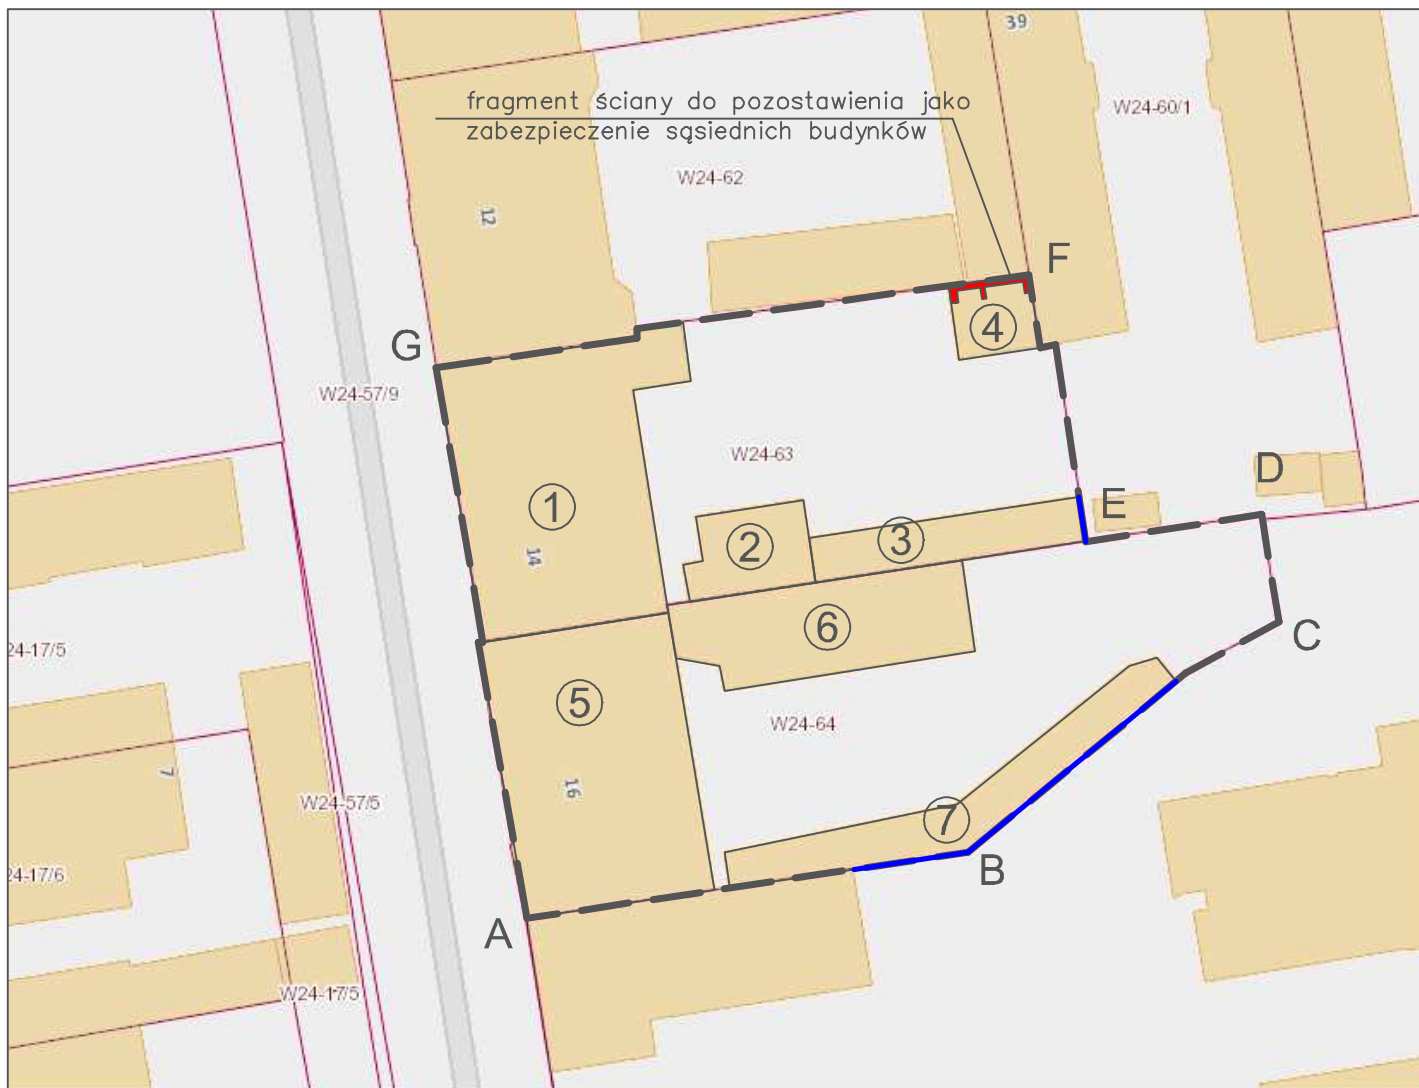 39
fragment ściany do pozostawienia jako
zabezpieczenie sąsiednich budynków
W24-60/1
W24-62
12
F
4
G
W24-57/9
W24-63
D
E
1
2
3
14
6
C
24-17/5
5
W24-64
7
16
W24-57/5
7
B
24-17/6
A
W24-17/5